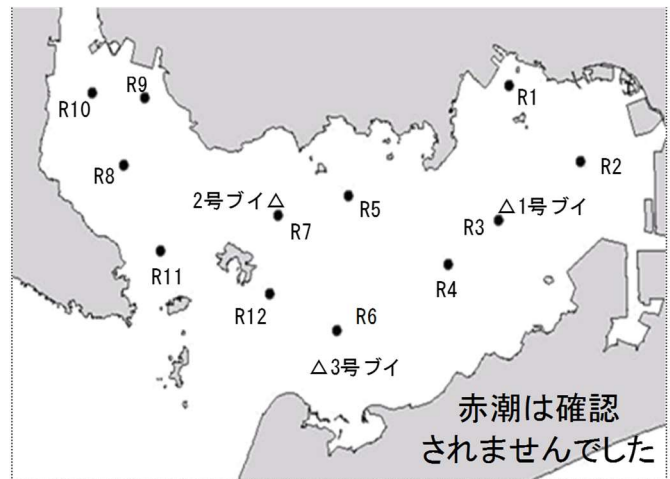 R9
R10
R1
R8
R2
2号ブイ△
R5
△1号ブイ
R7
R3
R11
R4
R12
R6
△3号ブイ
赤潮は確認
されませんでした